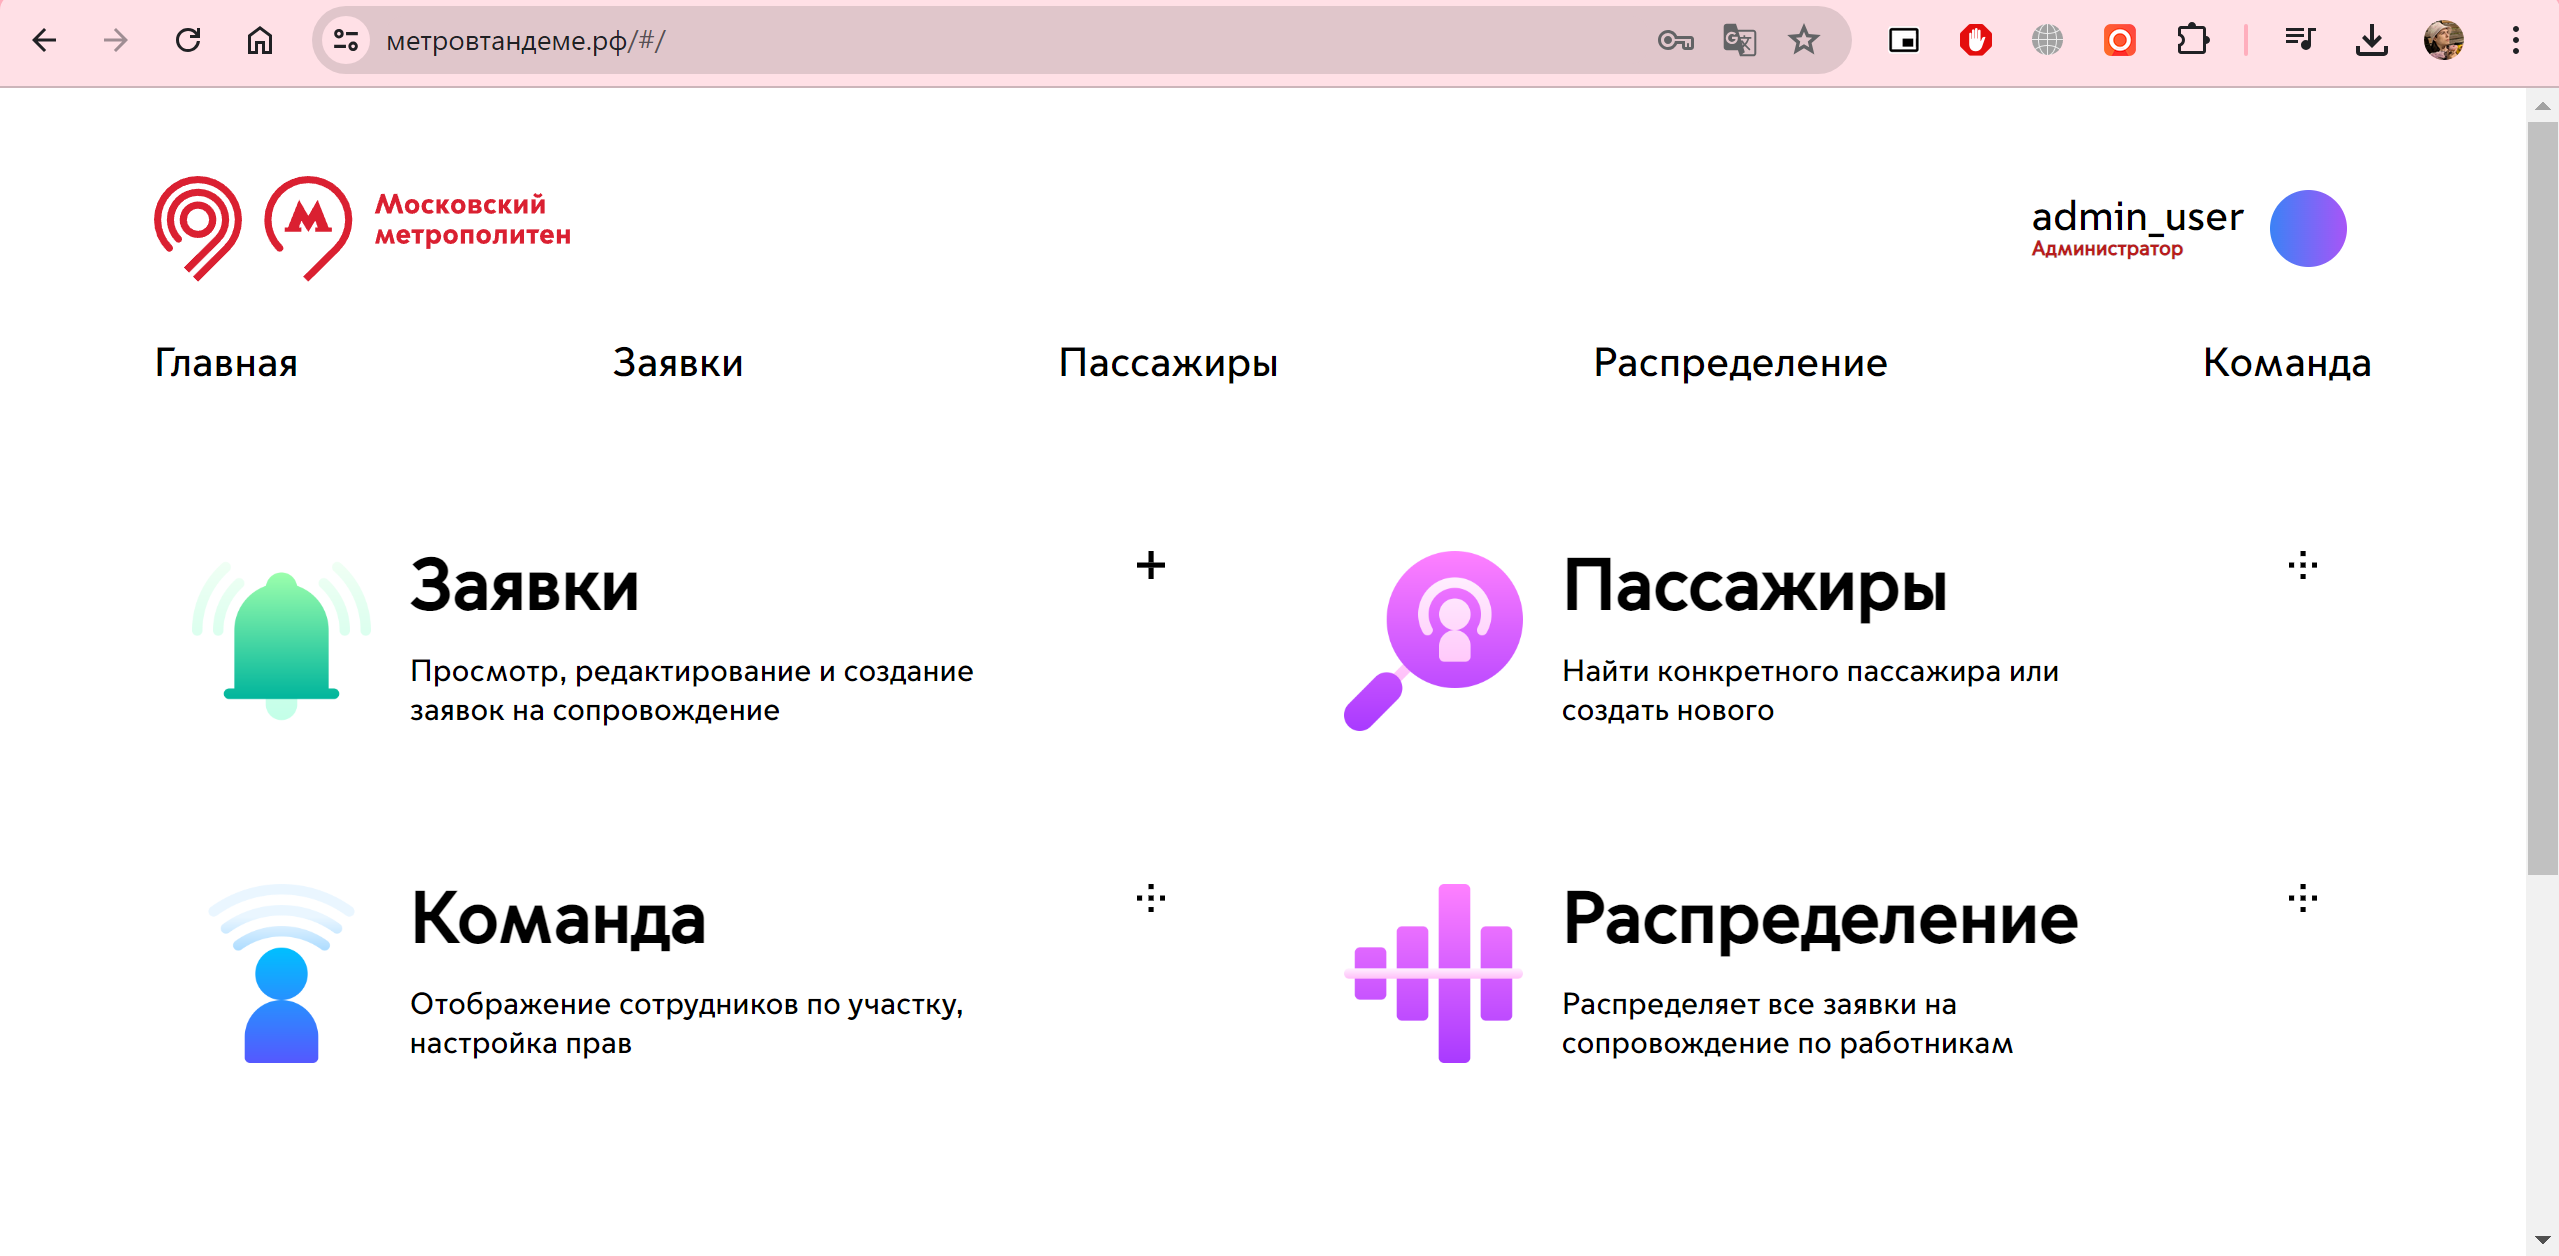 метровтандеме.рф/#/
Московский
метрополитен
admin_user
Администратор
Главная
Заявки
Пассажиры
Распределение
Команда
Заявки
Просмотр, редактирование и создание
заявок на сопровождение
Пассажиры
Найти конкретного пассажира или
создать нового
Команда
Отображение сотрудников по участку,
настройка прав
Распределение
Распределяет все заявки на
сопровождение по работникам